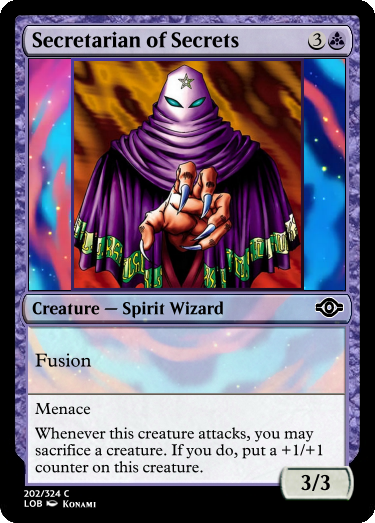 Secretarian of Secrets 3
Creature — Spirit Wizard
Fusion
Menace
Whenever this creature attacks, you may
sacrifice a creature. If you do, put a +1/+1
counter on this creature.
3/3
202/324 C
LOB KONAMI